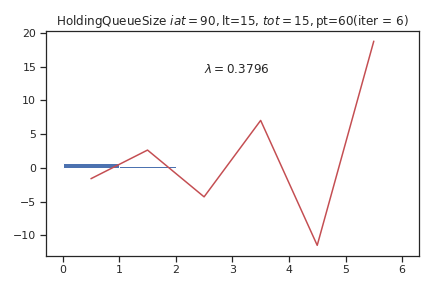 HoldingQueueSize iat = 90, lt=15, tot = 15, pt=60(iter = 6)
λ = 0.3796
20
15
10
5
0
−5
−10
0 1 2 3 4 5 6